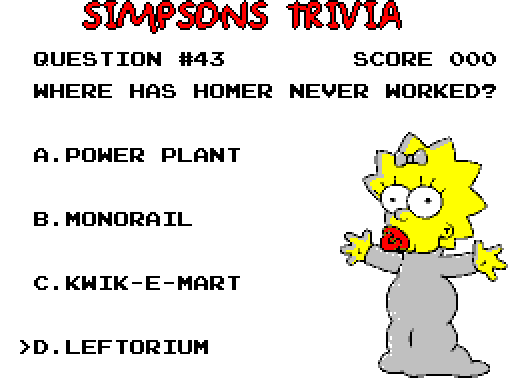 SIMPSONS TRIVIA
QUESTION #43 SCORE 000
WHERE HAS HOMER NEVER WORKED?
A.POWER PLANT
B.MONORAIL
C.KWIK-E-MART
>D.LEFTORIUM